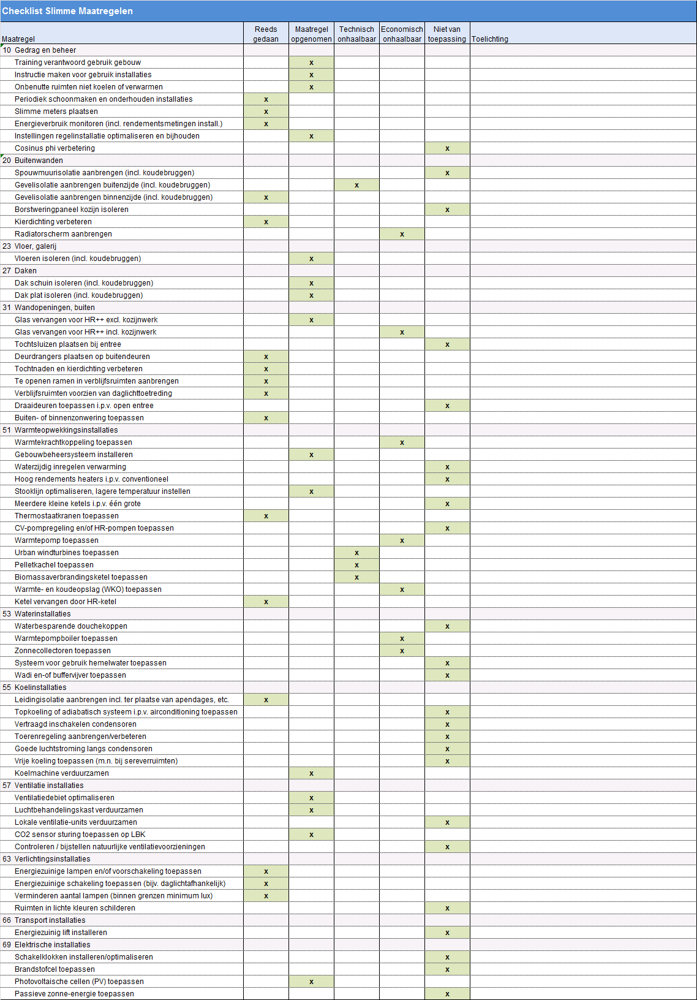 Checklist Slimme Maatregelen
Maatregel Reeds gedaan Maatregel opgenomen Technisch onhaalbaar Economisch onhaalbaar Niet van toepassing Toelichting
10 Gedrag en beheer
Training verantwoord gebruik gebouw x
Instructie maken voor gebruik installaties x
Onbenutte ruimten niet koelen of verwarmen x
Periodiek schoonmaken en onderhouden installaties x
Slimme meters plaatsen x
Energieverbruik monitoren (incl. rendementsmetingen install.) x
Instellingen regelinstallatie optimaliseren en bijhouden x
Cosinus phi verbetering x
20 Buitenwanden
Spouwmuurisolatie aanbrengen (incl. koudebruggen) x
Gevelisolatie aanbrengen buitenzijde (incl. koudebruggen) x
Gevelisolatie aanbrengen binnenzijde (incl. koudebruggen) x
Borstweringpaneel kozijn isoleren x
Kierdichting verbeteren x
Radiatorscherm aanbrengen x
23 Vloer, galerij
Vloeren isoleren (incl. koudebruggen) x
27 Daken
Dak schuin isoleren (incl. koudebruggen) x
Dak plat isoleren (incl. koudebruggen) x
31 Wandopeningen, buiten
Glas vervangen voor HR++ excl. kozijnwerk x
Glas vervangen voor HR++ incl. kozijnwerk x
Tochtsluizen plaatsen bij entree x
Deurdrangers plaatsen op buitendeuren x
Tochtnaden en kierdichting verbeteren x
Te openen ramen in verblijfsruimten aanbrengen x
Verblijfsruimten voorzien van daglichttoetreding x
Draaideuren toepassen i.p.v. open entree x
Buiten- of binnenzonwering toepassen x
51 Warmteopwekkingsinstallaties
Warmtekrachtkoppeling toepassen x
Gebouwbeheersysteem installeren x
Waterzijdig inregelen verwarming x
Hoog rendements heaters i.p.v. conventioneel x
Stooklijn optimaliseren, lagere temperatuur instellen x
Meerdere kleine ketels i.p.v. één grote x
Thermostaatkranen toepassen x
CV-pompregeling en/of HR-pompen toepassen x
Warmtepomp toepassen x
Urban windturbines toepassen x
Pelletkachel toepassen x
Biomassaverbrandingsketel toepassen x
Warmte- en koudeopslag (WKO) toepassen x
Ketel vervangen door HR-ketel x
53 Waterinstallaties
Waterbesparende douchekoppen x
Warmtepompboiler toepassen x
Zonnecollectoren toepassen x
Systeem voor gebruik hemelwater toepassen x
Wadi en-of buffervijver toepassen x
55 Koelinstallaties
Leidingisolatie aanbrengen incl. ter plaatse van apendages, etc. x
Topkoeling of adiabatisch systeem i.p.v. airconditioning toepassen x
Vertraagd inschakelen condensoren x
Toerenregeling aanbrengen/verbeteren x
Goede luchtstroming langs condensoren x
Vrije koeling toepassen (m.n. bij sereverruimten) x
Koelmachine verduurzamen x
57 Ventilatie installaties
Ventilatiedebiet optimaliseren x
Luchtbehandelingskast verduurzamen x
Lokale ventilatie-units verduurzamen x
CO2 sensor sturing toepassen op LBK x
Controleren / bijstellen natuurlijke ventilatievoorzieningen x
63 Verlichtingsinstallaties
Energiezuinige lampen en/of voorschakeling toepassen x
Energiezuinige schakeling toepassen (bijv. daglichtafhankelijk) x
Verminderen aantal lampen (binnen grenzen minimum lux) x
Ruimten in lichte kleuren schilderen x
66 Transport installaties
Energiezuinig lift installeren x
69 Elektrische installaties
Schakelklokken installeren/optimaliseren x
Brandstofcel toepassen x
Photovoltaische cellen (PV) toepassen x
Passieve zonne-energie toepassen x